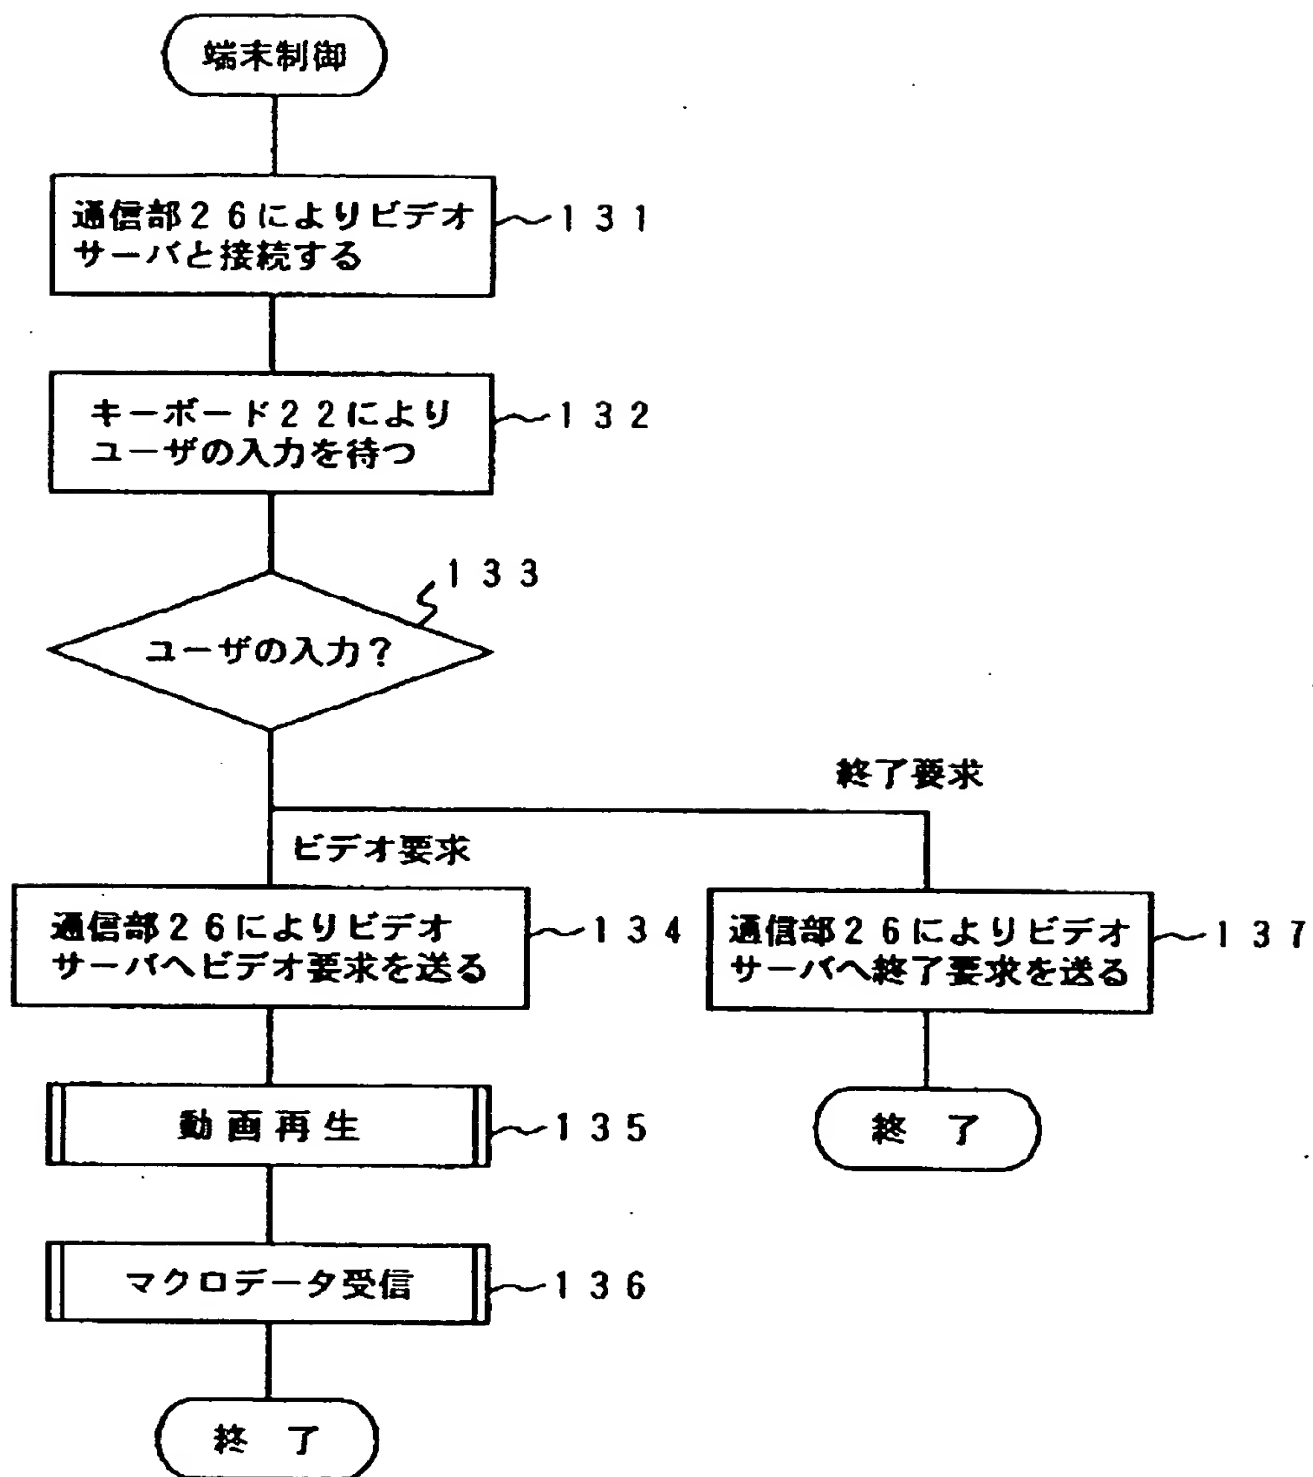 端末制御
通信部２６によりビデオ
サーバと接続する
１３１
キーボード２２により
ユーザの入力を待つ
１３２
１３３
ユーザの入力？
終了要求
ビデオ要求
通信部２６によりビデオ
サーバへビデオ要求を送る
１３４
通信部２６によりビデオ
サーバへ終了要求を送る
１３７
動画再生
１３５
終 了
マクロデータ受信
１３６
終 了